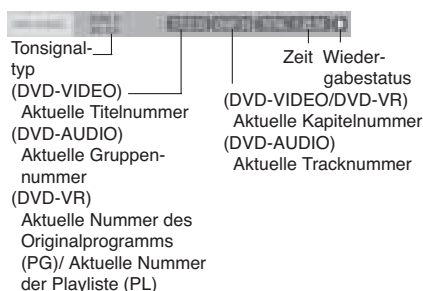 Tonsignal-
typ
(DVD-VIDEO)
Aktuelle Titelnummer
(DVD-AUDIO)
Aktuelle Gruppen-
nummer
(DVD-VR)
Aktuelle Nummer des
Originalprogramms
(PG)/ Aktuelle Nummer
der Playliste (PL)
Zeit Wieder-
gabestatus
(DVD-VIDEO/DVD-VR)
Aktuelle Kapitelnummer
(DVD-AUDIO)
Aktuelle Tracknummer